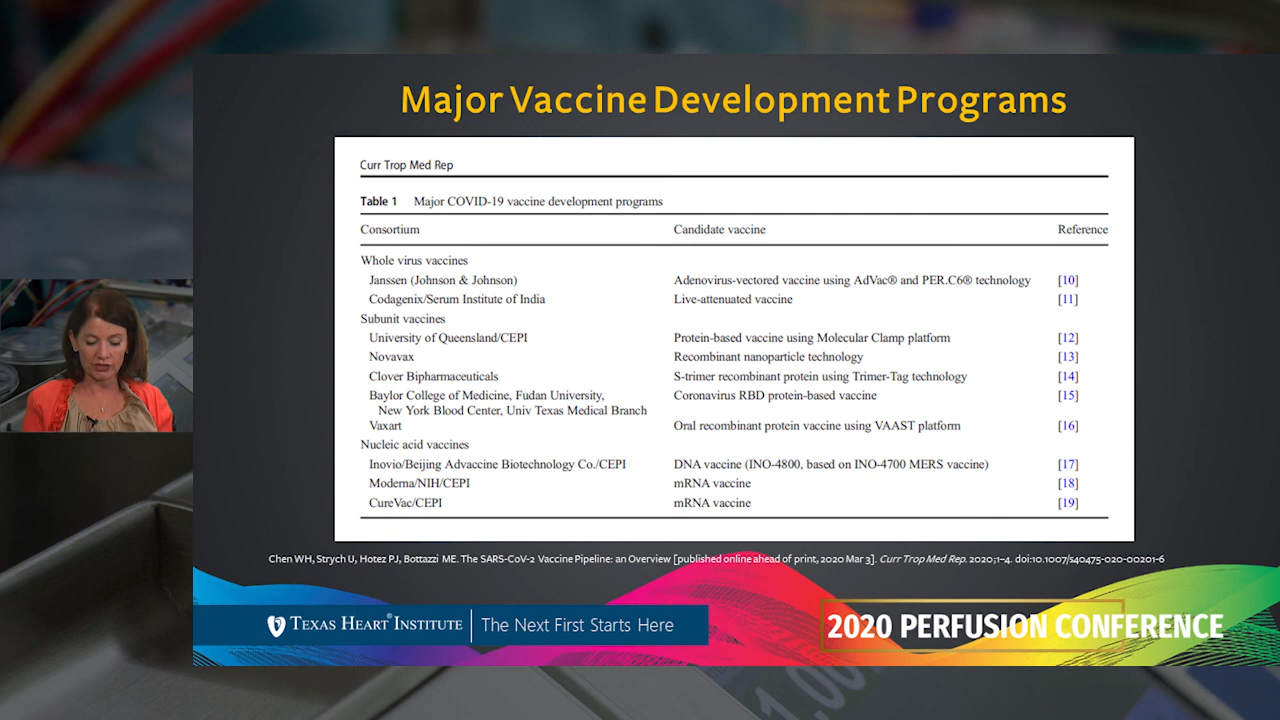 Major Vaccine Development Programs
Curr Trop Med Rep
Table 1 Major COVID-19 vaccine development programs
Consortium Candidate vaccine Reference
Whole virus vaccines
Janssen (Johnson & Johnson) Adenovirus-vectored vaccine using AdVac® and PER.C6® technology [10]
Codagenix/Serum Institute of India Live-attenuated vaccine [11]
Subunit vaccines
University of Queensland/CEPI Protein-based vaccine using Molecular Clamp platform [12]
Novavax Recombinant nanoparticle technology [13]
Clover Bipharmaceuticals S-trimer recombinant protein using Trimer-Tag technology [14]
Baylor College of Medicine, Fudan University, Coronavirus RBD protein-based vaccine [15]
New York Blood Center, Univ Texas Medical Branch
Vaxart Oral recombinant protein vaccine using VAAST platform [16]
Nucleic acid vaccines
Inovio/Beijing Advaccine Biotechnology Co./CEPI DNA vaccine (INO-4800, based on INO-4700 MERS vaccine) [17]
Moderna/NIH/CEPI mRNA vaccine [18]
CureVac/CEPI mRNA vaccine [19]
Chen WH, Strych U, Hotez PJ, Bottazzi ME. The SARS-CoV-2 Vaccine Pipeline: an Overview [published online ahead of print, 2020 Mar 3]. Curr Trop Med Rep. 2020;1–4. doi:10.1007/s40475-020-00201-6
TEXAS HEART® INSTITUTE The Next First Starts Here
2020 PERFUSION CONFERENCE